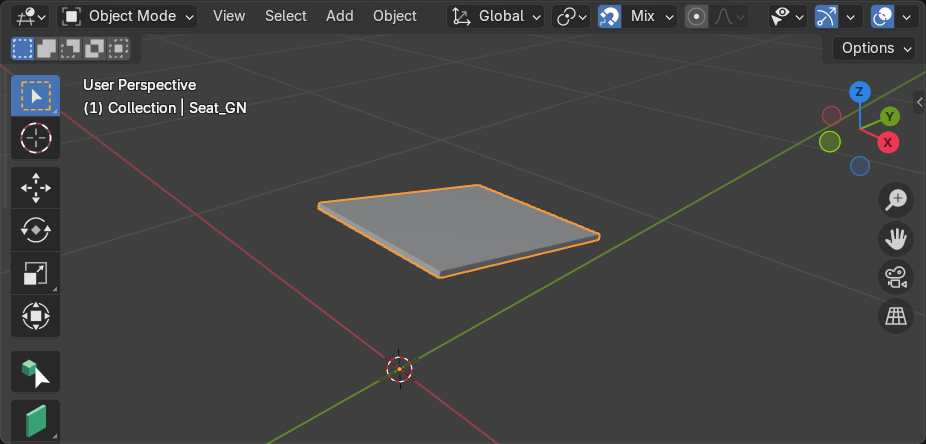 Object Mode View Select Add Object Global Mix
Options
User Perspective
(1) Collection | Seat_GN
Z
Y
X